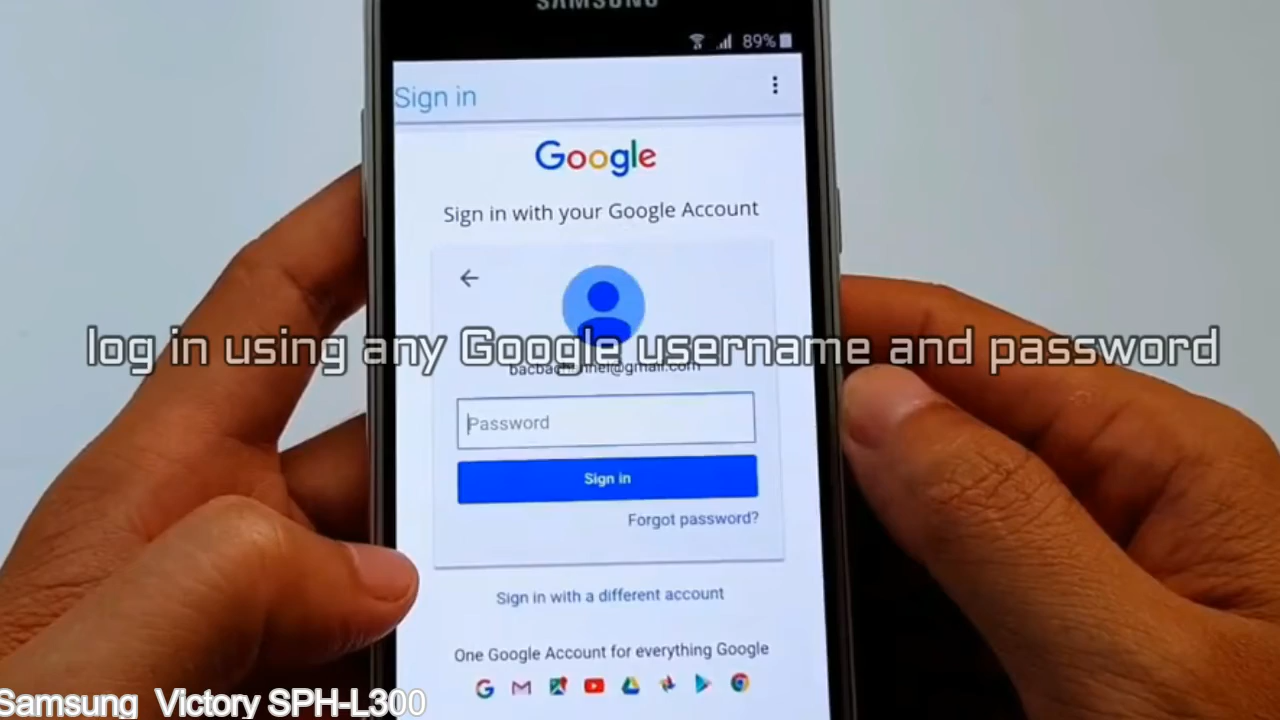 SAMSUNG
89%
Sign in
Google
Sign in with your Google Account
log in using any Google username and password
Password
Sign in
Forgot password?
Sign in with a different account
One Google Account for everything Google
Samsung Victory SPH-L300